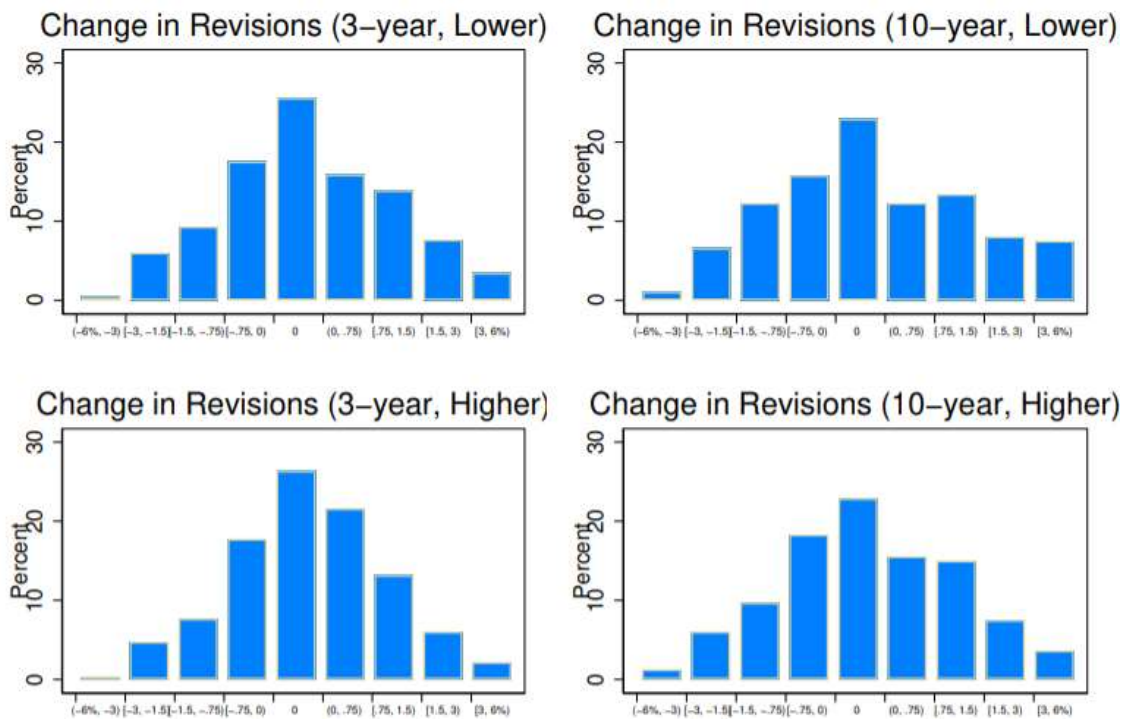 Change in Revisions (3−year, Lower)
30
20
10
0
Percent
(−6%, −3) [−3, −1.5) [−1.5, −.75) [−.75, 0) 0 (0, .75) [.75, 1.5) [1.5, 3) [3, 6%)
Change in Revisions (10−year, Lower)
30
20
10
0
Percent
(−6%, −3) [−3, −1.5) [−1.5, −.75) [−.75, 0) 0 (0, .75) [.75, 1.5) [1.5, 3) [3, 6%)
Change in Revisions (3−year, Higher)
30
20
10
0
Percent
(−6%, −3) [−3, −1.5) [−1.5, −.75) [−.75, 0) 0 (0, .75) [.75, 1.5) [1.5, 3) [3, 6%)
Change in Revisions (10−year, Higher)
30
20
10
0
Percent
(−6%, −3) [−3, −1.5) [−1.5, −.75) [−.75, 0) 0 (0, .75) [.75, 1.5) [1.5, 3) [3, 6%)